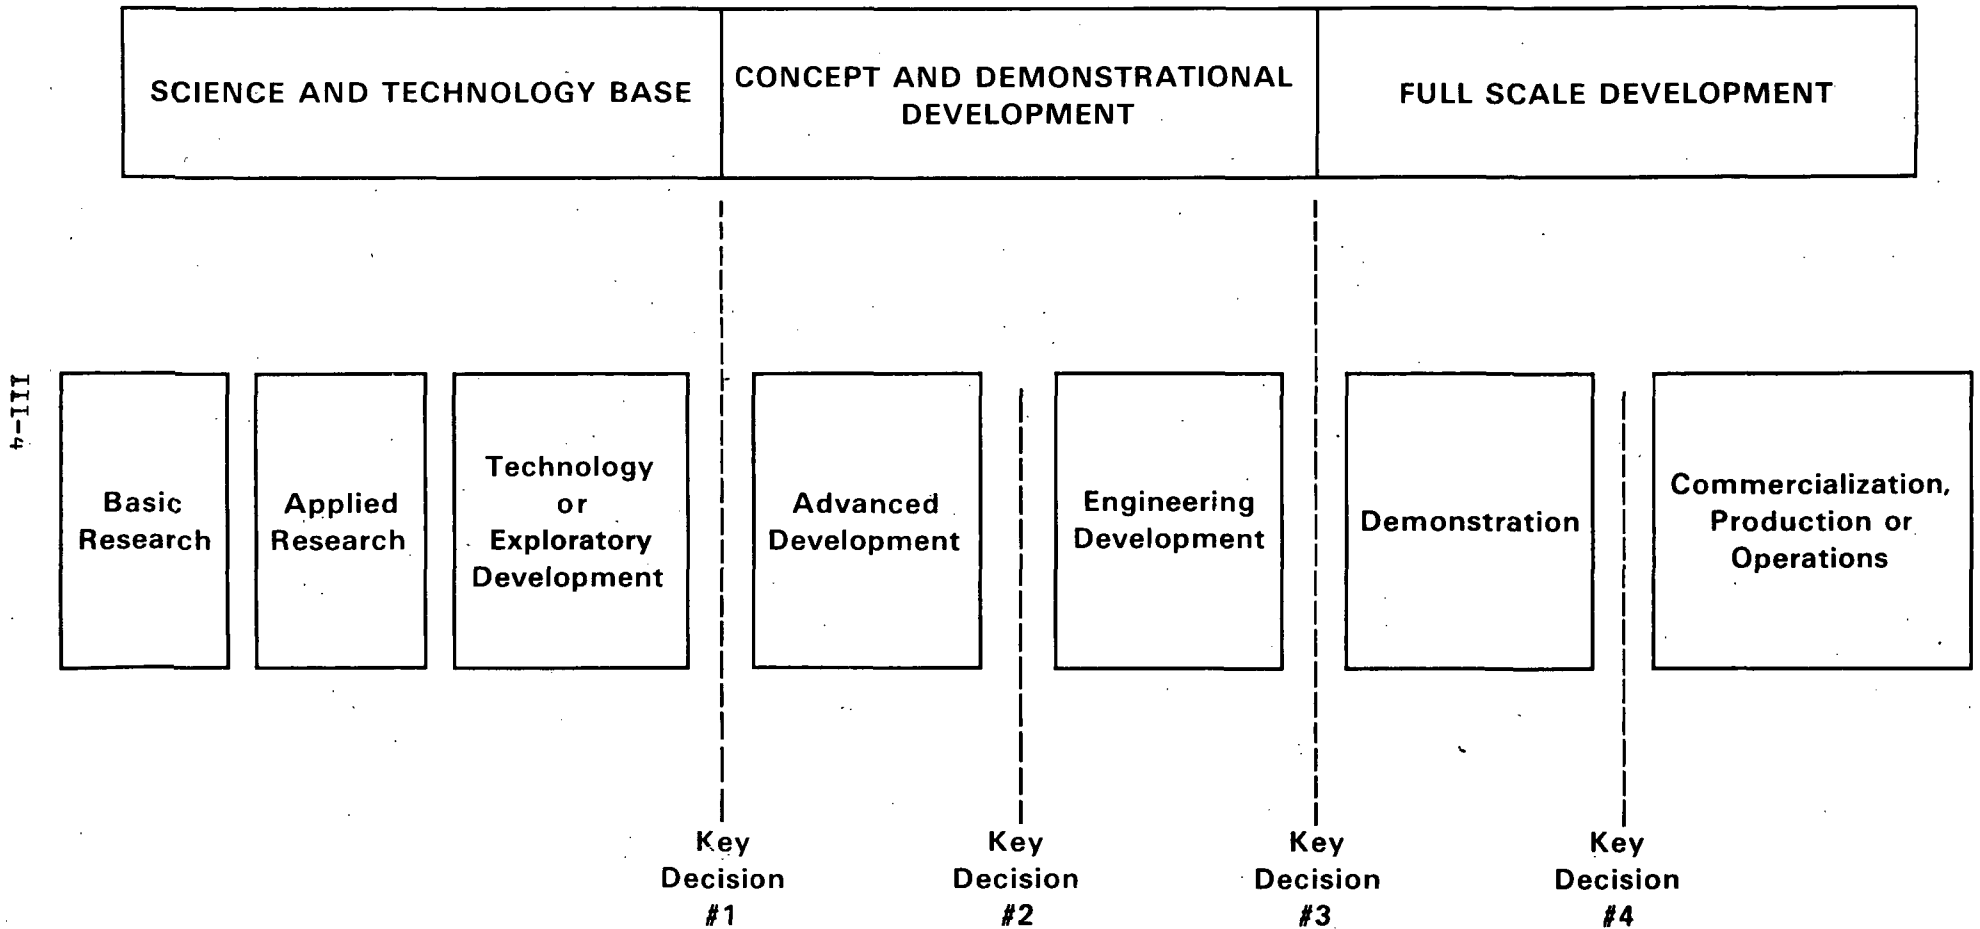 SCIENCE AND TECHNOLOGY BASE
CONCEPT AND DEMONSTRATIONAL
DEVELOPMENT
FULL SCALE DEVELOPMENT
III-4
Basic
Research
Applied
Research
Technology
or
Exploratory
Development
Advanced
Development
Engineering
Development
Demonstration
Commercialization,
Production or
Operations
Key
Decision
#1
Key
Decision
#2
Key
Decision
#3
Key
Decision
#4